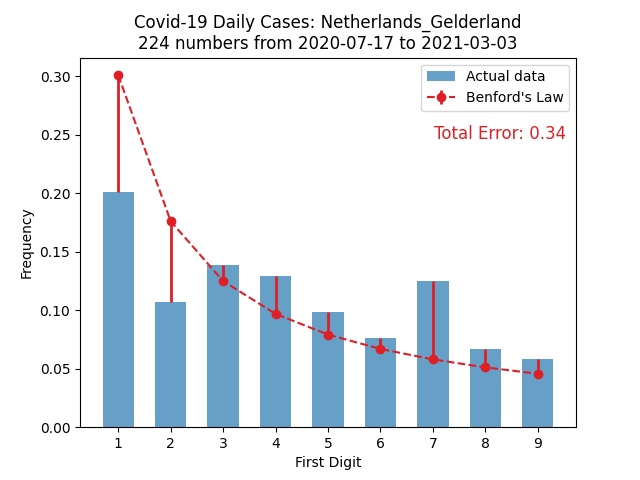 Covid-19 Daily Cases: Netherlands_Gelderland
224 numbers from 2020-07-17 to 2021-03-03
Actual data
Benford's Law
Total Error: 0.34
Frequency
0.30
0.25
0.20
0.15
0.10
0.05
0.00
1 2 3 4 5 6 7 8 9
First Digit